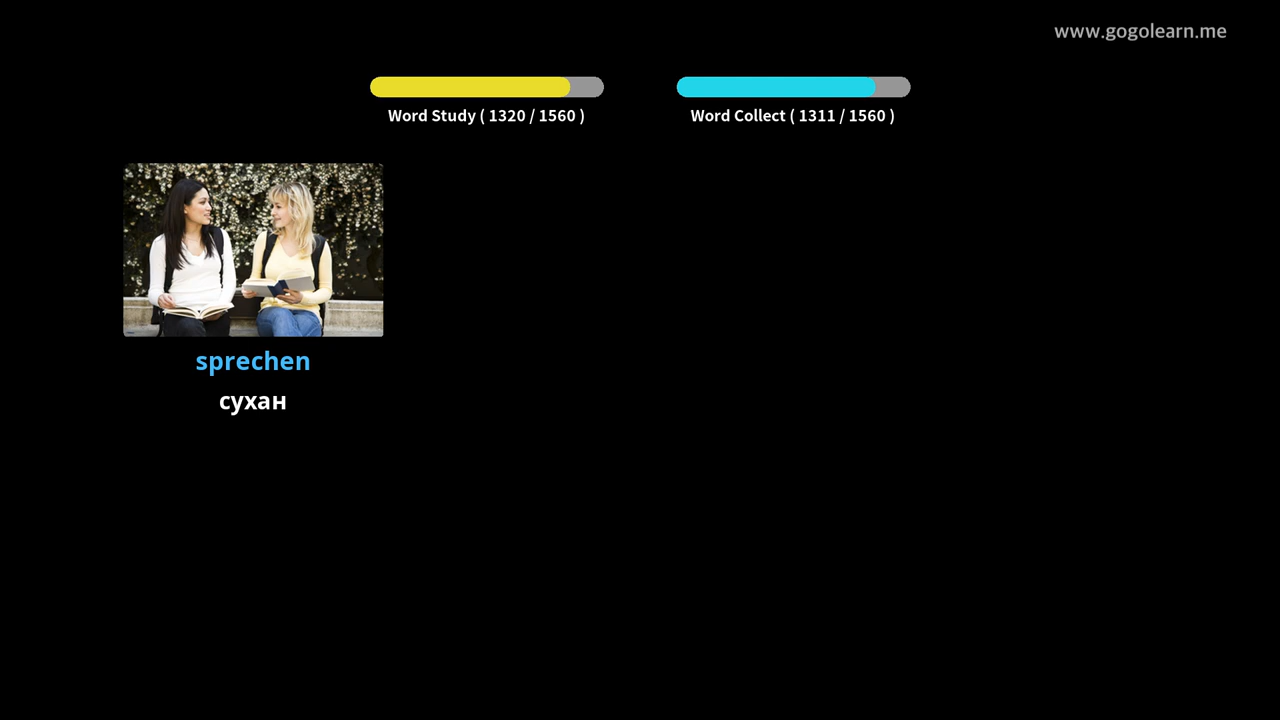 www.gogolearn.me
Word Study ( 1320 / 1560 )
Word Collect ( 1311 / 1560 )
sprechen
сухан